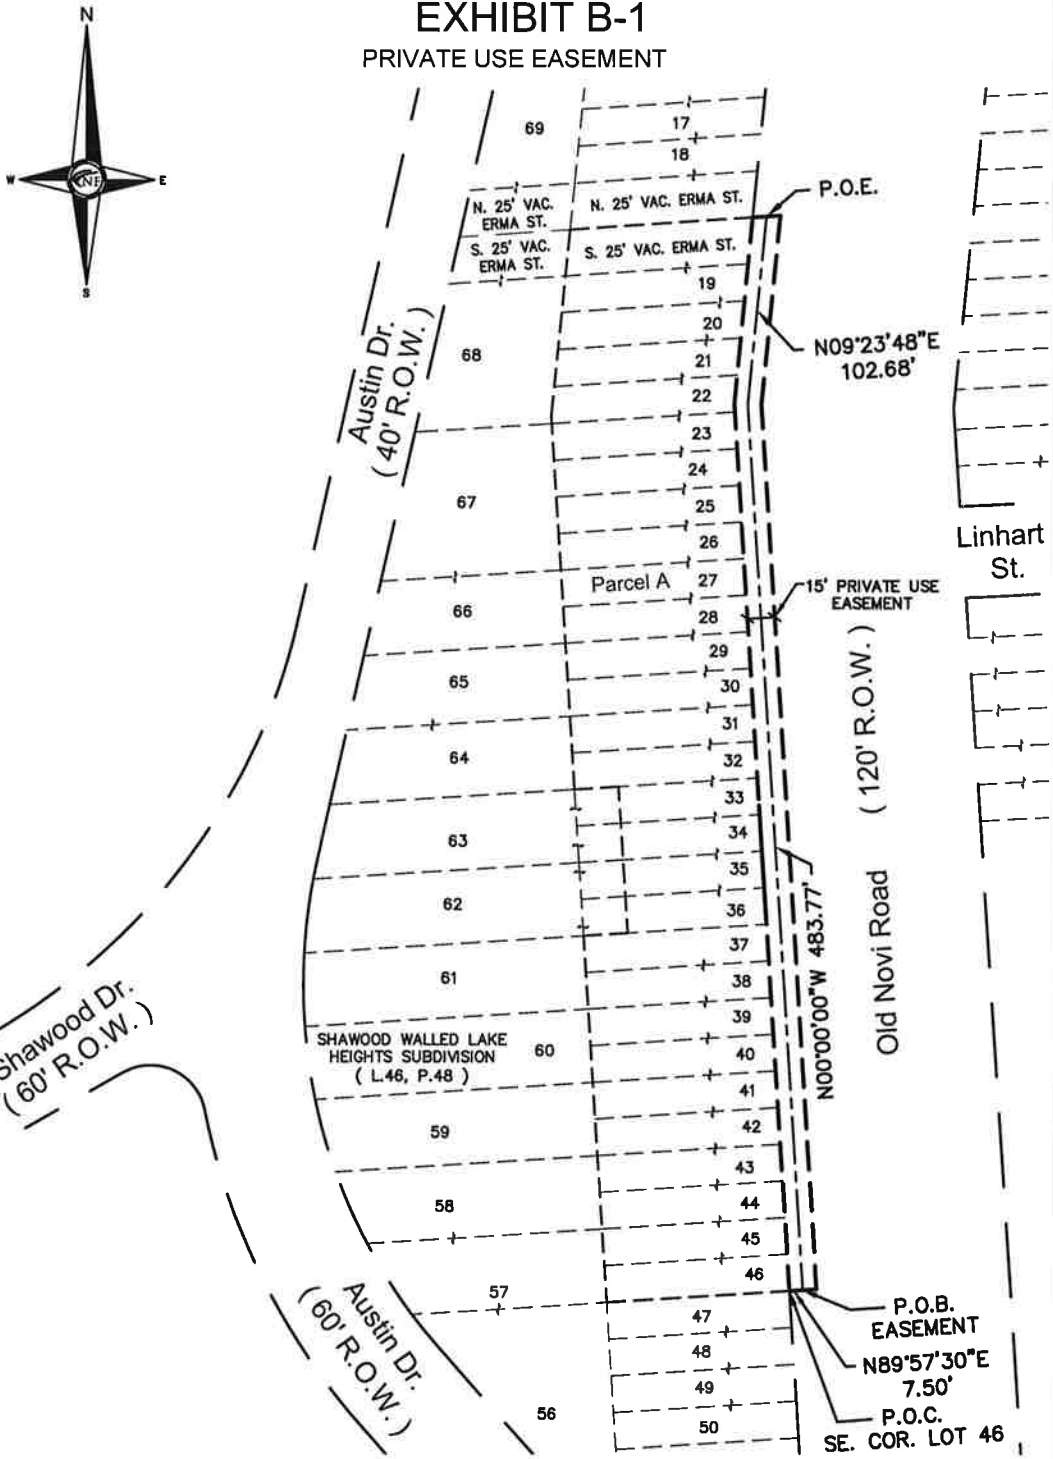 EXHIBIT B-1
PRIVATE USE EASEMENT
N
W
E
S
NF
69
17
18
P.O.E.
N. 25' VAC.
ERMA ST.
N. 25' VAC. ERMA ST.
S. 25' VAC.
ERMA ST.
S. 25' VAC. ERMA ST.
19
20
N09°23'48"E
102.68'
Austin Dr.
( 40' R.O.W. )
68
21
22
23
24
67
25
26
Linhart
St.
Parcel A
27
15' PRIVATE USE
EASEMENT
66
28
29
65
30
31
64
32
33
( 120' R.O.W. )
Old Novi Road
63
34
35
62
36
N00°00'00"W 483.77'
37
61
38
39
Shawood Dr.
( 60' R.O.W. )
SHAWOOD WALLED LAKE
HEIGHTS SUBDIVISION
( L.46, P.48 )
60
40
41
59
42
43
58
44
45
46
57
Austin Dr.
( 60' R.O.W. )
47
P.O.B.
EASEMENT
48
N89°57'30"E
7.50'
49
56
50
P.O.C.
SE. COR. LOT 46